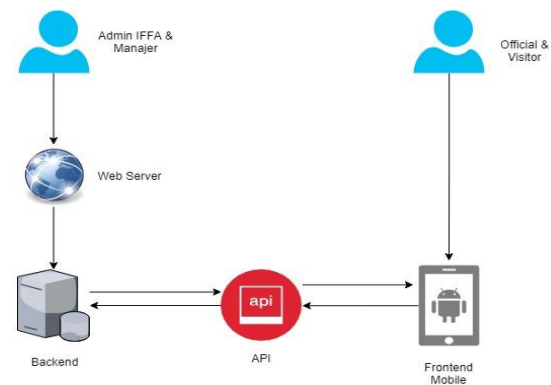 Admin IFFA &
Manajer
Official &
Visitor
Web Server
api
Backend
API
Frontend
Mobile